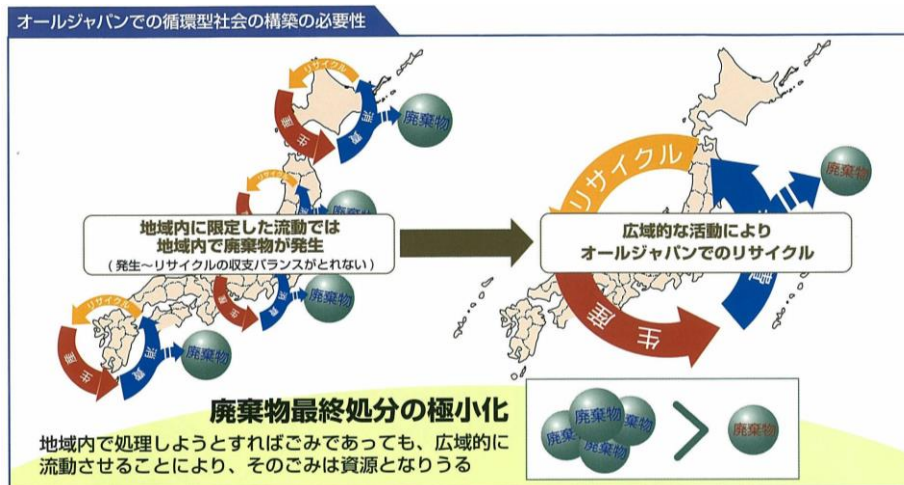 オールジャパンでの循環型社会の構築の必要性
リサイクル
生産
消費
廃棄物
リサイクル
廃棄物
地域内に限定した流動では
地域内で廃棄物が発生
(発生～リサイクルの収支バランスがとれない)
生産
消費
廃棄物
リサイクル
生産
消費
廃棄物
リサイクル
生産
廃棄物
広域的な活動により
オールジャパンでのリサイクル
廃棄物最終処分の極小化
地域内で処理しようとすればごみであっても、広域的に
流動させることにより、そのごみは資源となりうる
廃棄物
廃棄
棄物
廃棄物
>
廃棄物